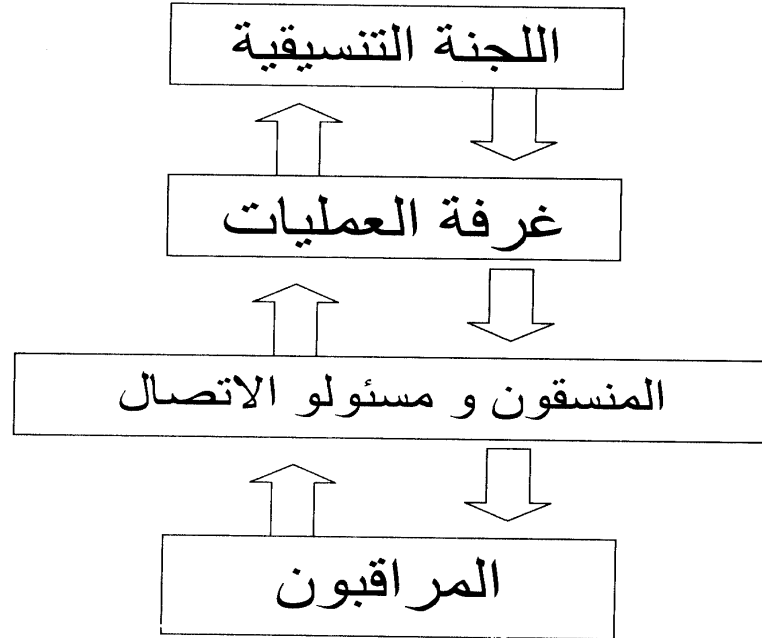 اللجنة التنسيقية
غرفة العمليات
المنسقون و مسئولو الاتصال
المراقبون